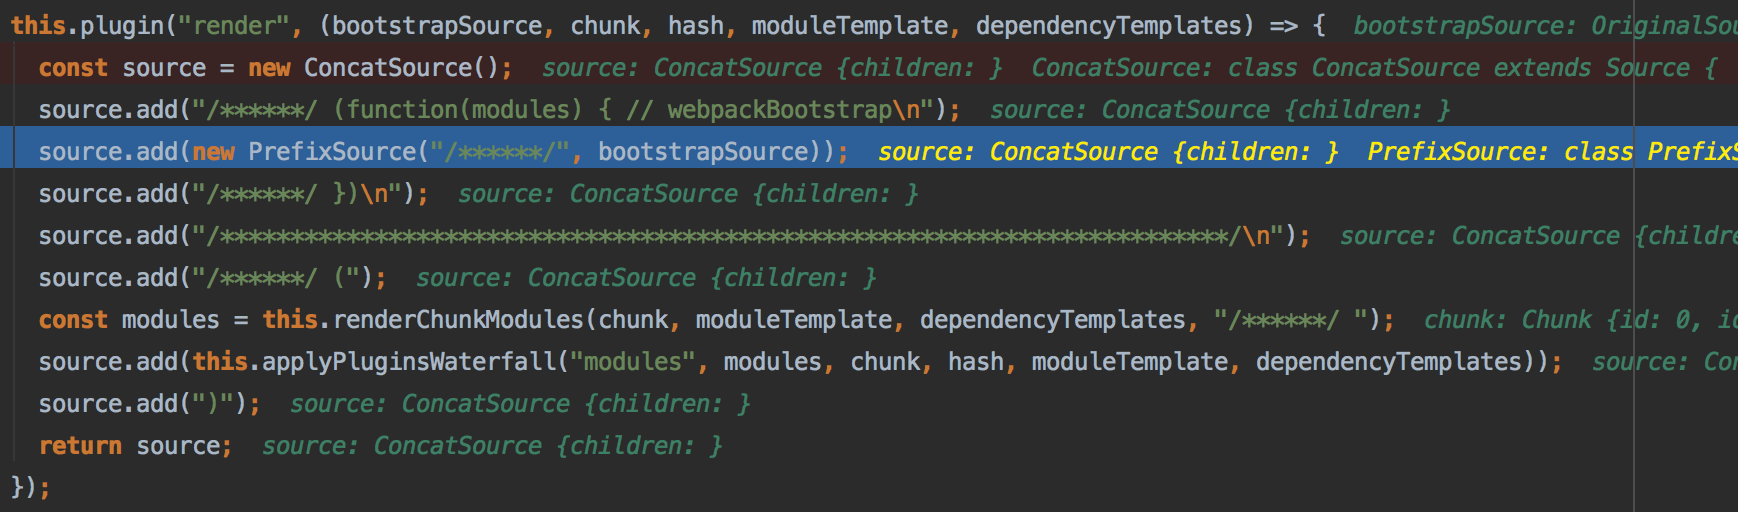 this.plugin("render", (bootstrapSource, chunk, hash, moduleTemplate, dependencyTemplates) => {  bootstrapSource: OriginalSou
const source = new ConcatSource();  source: ConcatSource {children: }  ConcatSource: class ConcatSource extends Source {
source.add("/******/ (function(modules) { // webpackBootstrap\n");  source: ConcatSource {children: }
source.add(new PrefixSource("/******/", bootstrapSource));  source: ConcatSource {children: }  PrefixSource: class PrefixS
source.add("/******/ })\n");  source: ConcatSource {children: }
source.add("/************************************************************************/\n");  source: ConcatSource {childre
source.add("/******/ (");  source: ConcatSource {children: }
const modules = this.renderChunkModules(chunk, moduleTemplate, dependencyTemplates, "/******/ ");  chunk: Chunk {id: 0, id
source.add(this.applyPluginsWaterfall("modules", modules, chunk, hash, moduleTemplate, dependencyTemplates));  source: Con
source.add(")");  source: ConcatSource {children: }
return source;  source: ConcatSource {children: }
});